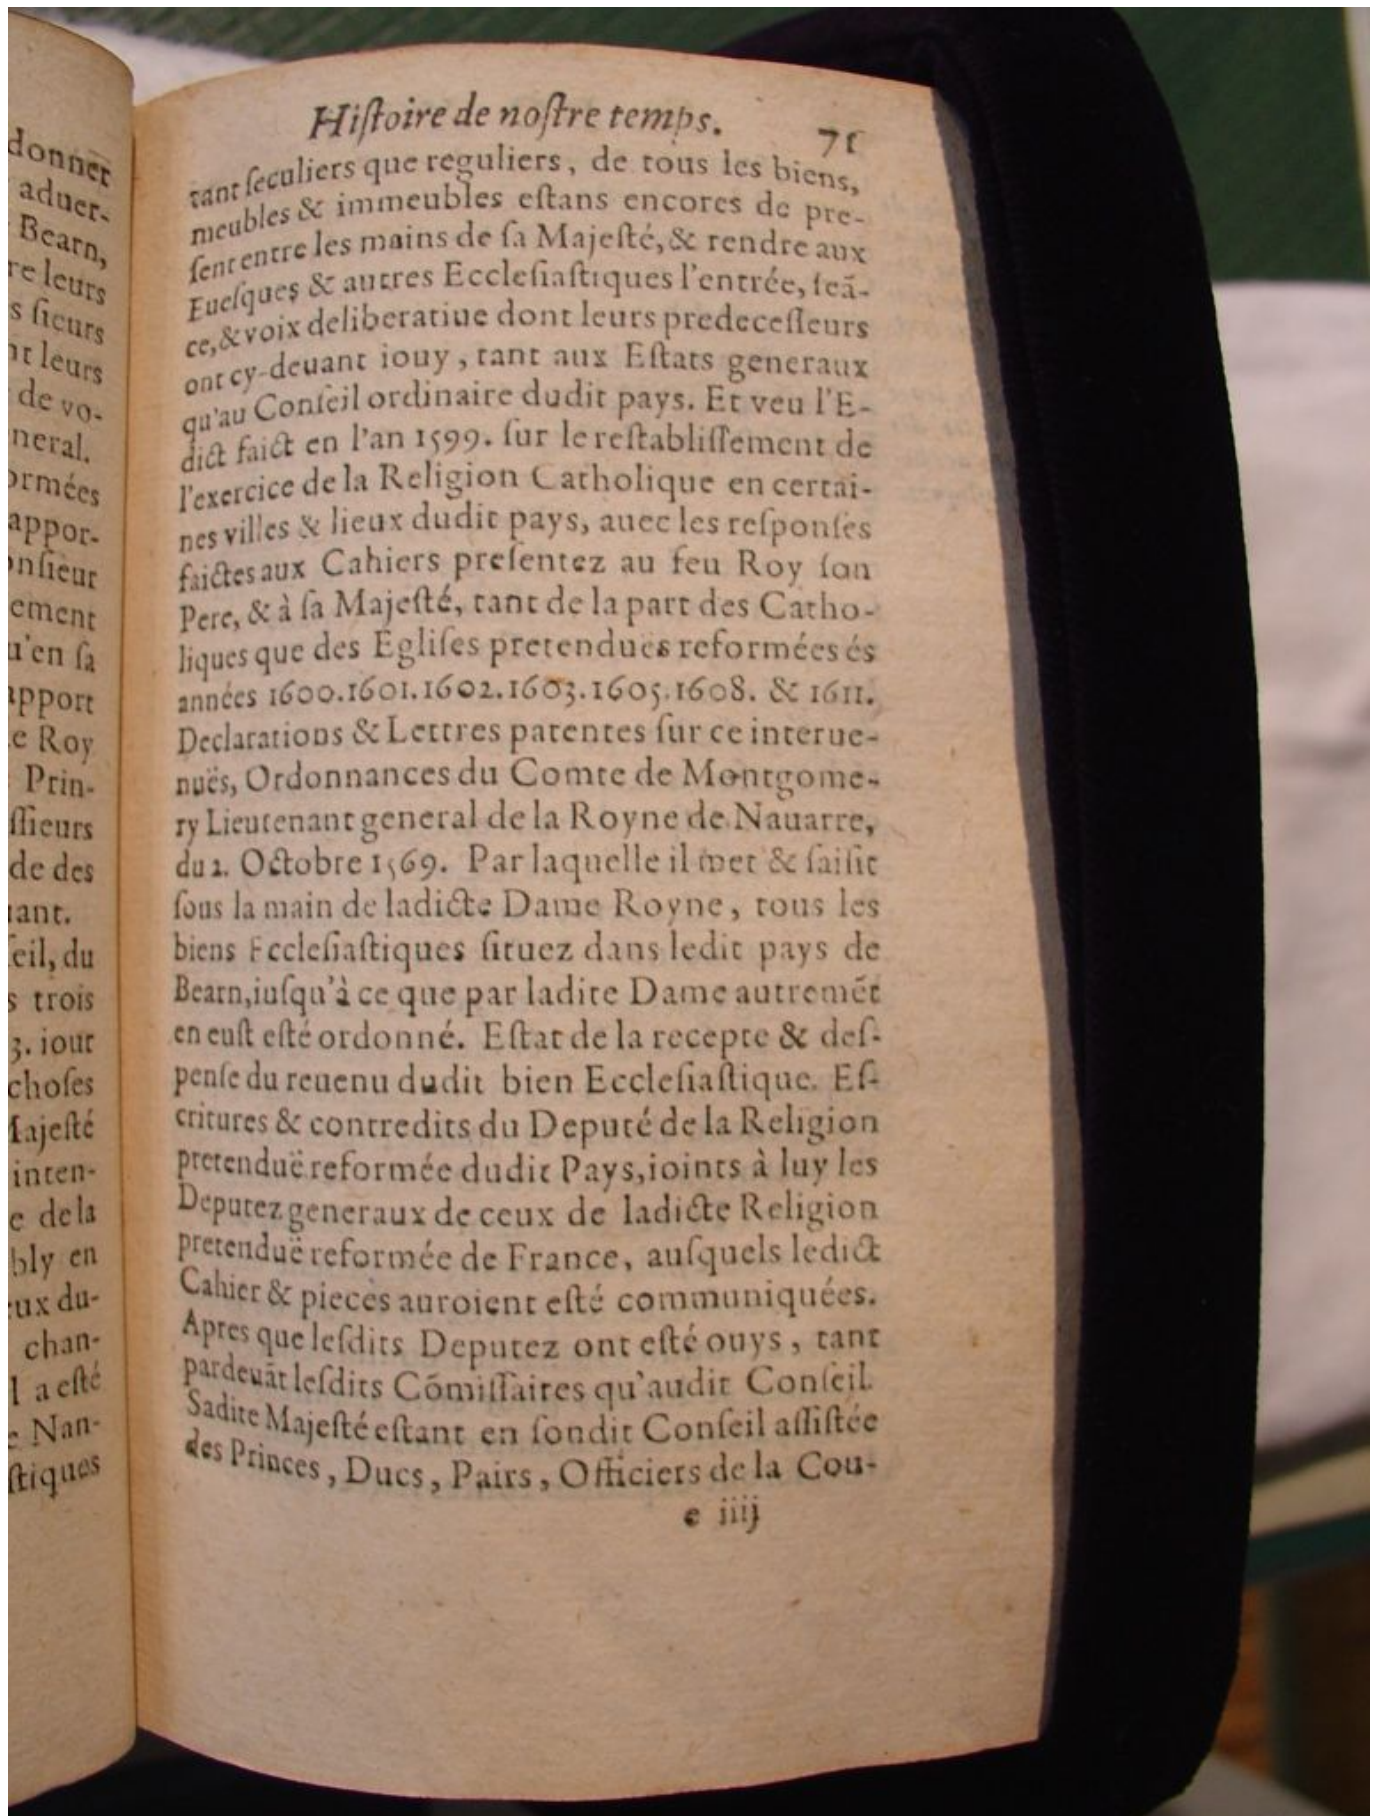 donner
aduer-
Bearn,
re leurs
s sieurs
nt leurs
de vo-
neral.
ormées
appor-
onsieur
ement
u'en sa
apport
e Roy
Prin-
ssieurs
de des
uant.
seil, du
s trois
3. iour
choses
Majesté
inten-
e de la
bly en
eux du-
chan-
l a esté
e Nan-
stiques
Histoire de nostre temps. 71
tant seculiers que reguliers, de tous les biens,
meubles & immeubles estans encores de pre-
sent entre les mains de sa Majesté, & rendre aux
Euesques & autres Ecclesiastiques l'entrée, seã-
ce, & voix deliberatiue dont leurs predecesseurs
ont cy-deuant iouy, tant aux Estats generaux
qu'au Conseil ordinaire dudit pays. Et veu l'E-
dict faict en l'an 1599. sur le restablissement de
l'exercice de la Religion Catholique en certai-
nes villes & lieux dudit pays, auec les responses
faictes aux Cahiers presentez au feu Roy son
Pere, & à sa Majesté, tant de la part des Catho-
liques que des Eglises pretenduës reformées és
années 1600. 1601. 1602. 1603. 1605. 1608. & 1611.
Declarations & Lettres patentes sur ce interue-
nuës, Ordonnances du Comte de Montgome-
ry Lieutenant general de la Royne de Nauarre,
du 2. Octobre 1569. Par laquelle il met & saisit
sous la main de ladicte Dame Royne, tous les
biens Ecclesiastiques situez dans ledit pays de
Bearn, iusqu'à ce que par ladite Dame autremẽt
en eust esté ordonné. Estat de la recepte & des-
pense du reuenu dudit bien Ecclesiastique. Es-
critures & contredits du Deputé de la Religion
pretenduë reformée dudit Pays, ioints à luy les
Deputez generaux de ceux de ladicte Religion
pretenduë reformée de France, ausquels ledict
Cahier & pieces auroient esté communiquées.
Apres que lesdits Deputez ont esté ouys, tant
pardeuãt lesdits Cõmissaires qu'audit Conseil.
Sadite Majesté estant en sondit Conseil assistée
des Princes, Ducs, Pairs, Officiers de la Cou-
e iiij